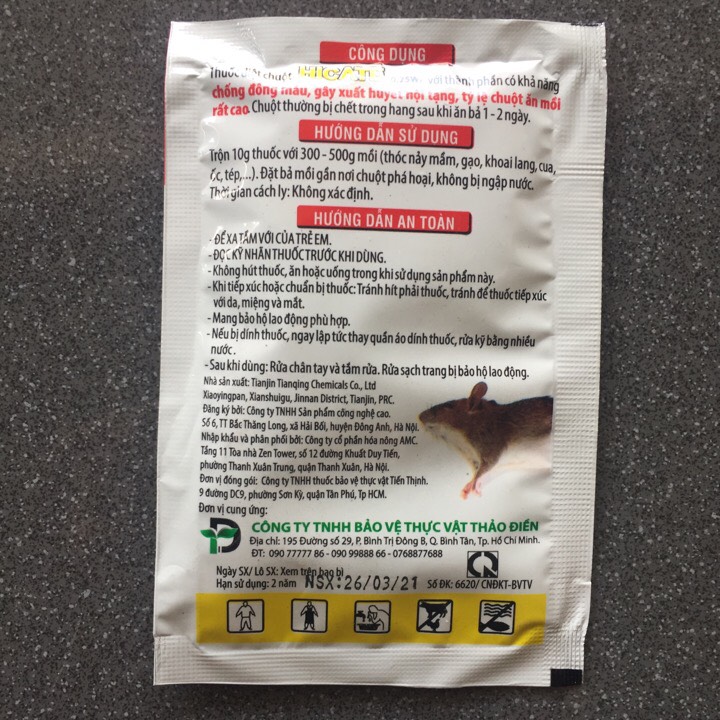 CÔNG DỤNG
Thuốc diệt chuột HICATE 0.25WP với thành phần có khả năng
chống đông máu, gây xuất huyết nội tạng, tỷ lệ chuột ăn mồi
rất cao. Chuột thường bị chết trong hang sau khi ăn bả 1 - 2 ngày.
HƯỚNG DẪN SỬ DỤNG
Trộn 10g thuốc với 300 - 500g mồi (thóc nảy mầm, gạo, khoai lang, cua,
ốc, tép,...). Đặt bả mồi gần nơi chuột phá hoại, không bị ngập nước.
Thời gian cách ly: Không xác định.
HƯỚNG DẪN AN TOÀN
- ĐỂ XA TẦM VỚI CỦA TRẺ EM.
- ĐỌC KỸ NHÃN THUỐC TRƯỚC KHI DÙNG.
- Không hút thuốc, ăn hoặc uống trong khi sử dụng sản phẩm này.
- Khi tiếp xúc hoặc chuẩn bị thuốc: Tránh hít phải thuốc, tránh để thuốc tiếp xúc
với da, miệng và mắt.
- Mang bảo hộ lao động phù hợp.
- Nếu bị dính thuốc, ngay lập tức thay quần áo dính thuốc, rửa kỹ bằng nhiều
nước.
- Sau khi dùng: Rửa chân tay và tắm rửa. Rửa sạch trang bị bảo hộ lao động.
Nhà sản xuất: Tianjin Tianqing Chemicals Co., Ltd
Xiaoyingpan, Xianshuigu, Jinnan District, Tianjin, PRC.
Đăng ký bởi: Công ty TNHH Sản phẩm công nghệ cao.
Số 6, TT Bắc Thăng Long, xã Hải Bối, huyện Đông Anh, Hà Nội.
Nhập khẩu và phân phối bởi: Công ty cổ phần hóa nông AMC.
Tầng 11 Tòa nhà Zen Tower, số 12 đường Khuất Duy Tiến,
phường Thanh Xuân Trung, quận Thanh Xuân, Hà Nội.
Đơn vị đóng gói: Công ty TNHH thuốc bảo vệ thực vật Tiến Thịnh.
9 đường DC9, phường Sơn Kỳ, quận Tân Phú, Tp HCM.
Đơn vị cung ứng:
CÔNG TY TNHH BẢO VỆ THỰC VẬT THẢO ĐIỀN
Địa chỉ: 195 Đường số 29, P. Bình Trị Đông B, Q. Bình Tân, Tp. Hồ Chí Minh.
ĐT: 090 77777 86 - 090 99888 66 - 0768877688
Ngày SX/ Lô SX: Xem trên bao bì
Hạn sử dụng: 2 năm NSX:26/03/21 Số ĐK: 6620/ CNĐKT-BVTV